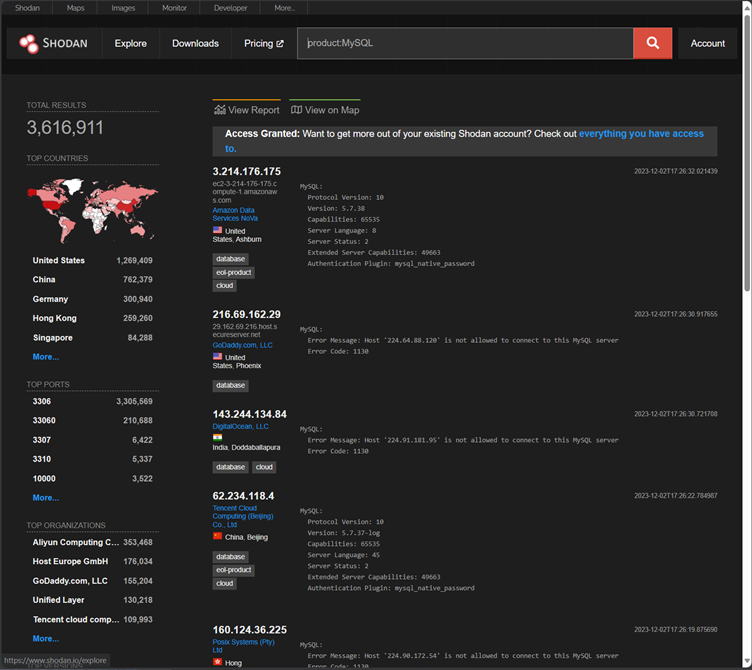 Shodan Maps Images Monitor Developer More...
SHODAN Explore Downloads Pricing product:MySQL Account
TOTAL RESULTS
3,616,911
TOP COUNTRIES
United States 1,269,409
China 762,379
Germany 300,940
Hong Kong 259,260
Singapore 84,288
More...
TOP PORTS
3306 3,305,569
33060 210,688
3307 6,422
3310 5,337
10000 3,522
More...
TOP ORGANIZATIONS
Aliyun Computing C... 353,468
Host Europe GmbH 176,034
GoDaddy.com, LLC 155,204
Unified Layer 130,218
Tencent cloud comp... 109,993
More...
https://www.shodan.io/explore
View Report View on Map
Access Granted: Want to get more out of your existing Shodan account? Check out everything you have access
to.
3.214.176.175
ec2-3-214-176-175.c
ompute-1.amazonaw
s.com
Amazon Data
Services NoVa
United
States, Ashburn
database
eol-product
cloud
2023-12-02T17:26:32.021439
MySQL:
Protocol Version: 10
Version: 5.7.38
Capabilities: 65535
Server Language: 8
Server Status: 2
Extended Server Capabilities: 49663
Authentication Plugin: mysql_native_password
216.69.162.29
29.162.69.216.host.s
ecureserver.net
GoDaddy.com, LLC
United
States, Phoenix
database
2023-12-02T17:26:30.917655
MySQL:
Error Message: Host '224.64.88.120' is not allowed to connect to this MySQL server
Error Code: 1130
143.244.134.84
DigitalOcean, LLC
India, Doddaballapura
database cloud
2023-12-02T17:26:30.721708
MySQL:
Error Message: Host '224.91.181.95' is not allowed to connect to this MySQL server
Error Code: 1130
62.234.118.4
Tencent Cloud
Computing (Beijing)
Co., Ltd
China, Beijing
database
eol-product
cloud
2023-12-02T17:26:22.784987
MySQL:
Protocol Version: 10
Version: 5.7.37-log
Capabilities: 65535
Server Language: 45
Server Status: 2
Extended Server Capabilities: 49663
Authentication Plugin: mysql_native_password
160.124.36.225
Posix Systems (Pty)
Ltd
Hong
2023-12-02T17:26:19.875690
MySQL:
Error Message: Host '224.90.172.54' is not allowed to connect to this MySQL server